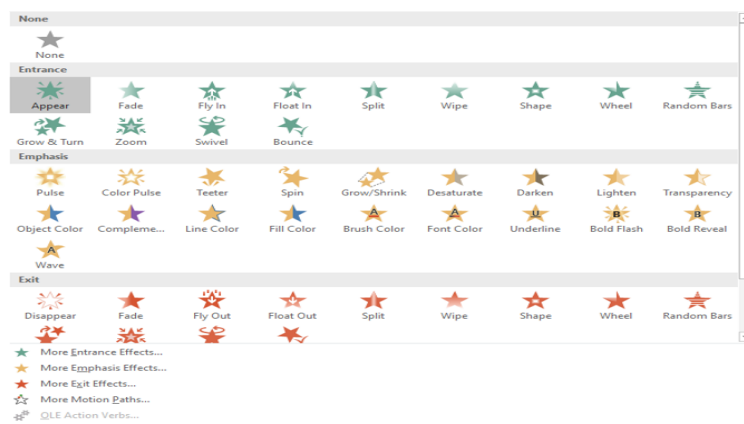 None
None
Entrance
Appear Fade Fly In Float In Split Wipe Shape Wheel Random Bars
Grow & Turn Zoom Swivel Bounce
Emphasis
Pulse Color Pulse Teeter Spin Grow/Shrink Desaturate Darken Lighten Transparency
Object Color Compleme... Line Color Fill Color Brush Color Font Color Underline Bold Flash Bold Reveal
Wave
Exit
Disappear Fade Fly Out Float Out Split Wipe Shape Wheel Random Bars
More Entrance Effects...
More Emphasis Effects...
More Exit Effects...
More Motion Paths...
OLE Action Verbs...